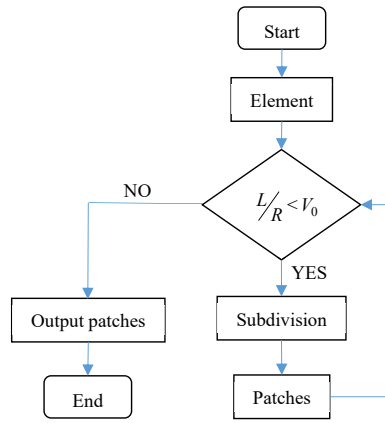 Start
Element
L/R < V0
NO
YES
Output patches
Subdivision
End
Patches